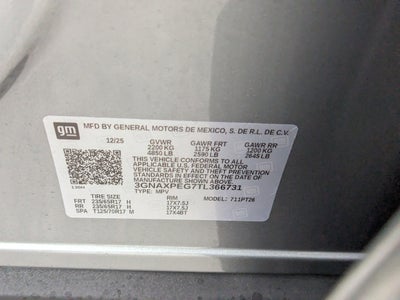 gm
MFD BY GENERAL MOTORS DE MEXICO, S. DE R.L. DE C.V.
12/25 GVWR GAWR FRT GAWR RR
2200 KG 1175 KG 1200 KG
4850 LB 2590 LB 2645 LB
THIS VEHICLE CONFORMS TO ALL
APPLICABLE U.S. FEDERAL MOTOR
VEHICLE SAFETY AND THEFT PREVENTION
STANDARDS IN EFFECT ON THE DATE OF
MANUFACTURE SHOWN ABOVE.
3GNAXPEG7TL366731
TYPE: MPV MODEL: 711PT26
TIRE SIZE RIM
FRT 235/65R17 H 17X7.5J
RR 235/65R17 H 17X7.5J
SPA T125/70R17 M 17X4BT